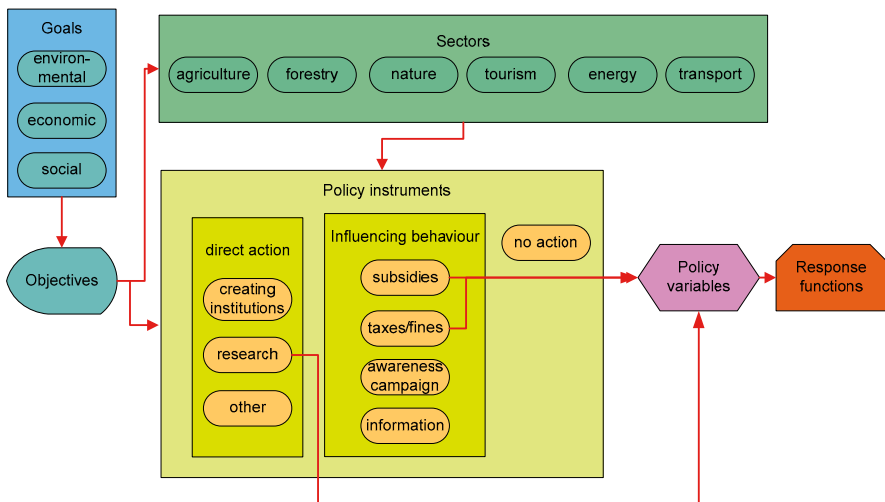 Goals
environ-
mental
economic
social
Objectives
Sectors
agriculture
forestry
nature
tourism
energy
transport
Policy instruments
direct action
creating
institutions
research
other
Influencing behaviour
subsidies
taxes/fines
awareness
campaign
information
no action
Policy
variables
Response
functions